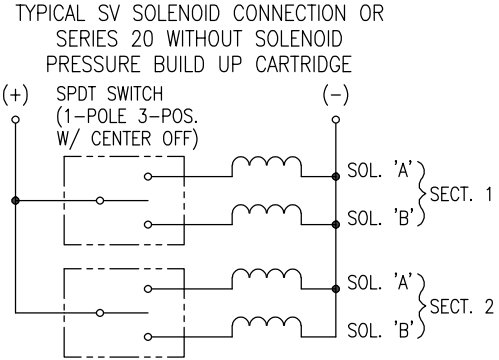 TYPICAL SV SOLENOID CONNECTION OR
SERIES 20 WITHOUT SOLENOID
PRESSURE BUILD UP CARTRIDGE
(+)
SPDT SWITCH
(1-POLE 3-POS.
W/ CENTER OFF)
(-)
SOL. 'A'
SOL. 'B'
SECT. 1
SOL. 'A'
SOL. 'B'
SECT. 2